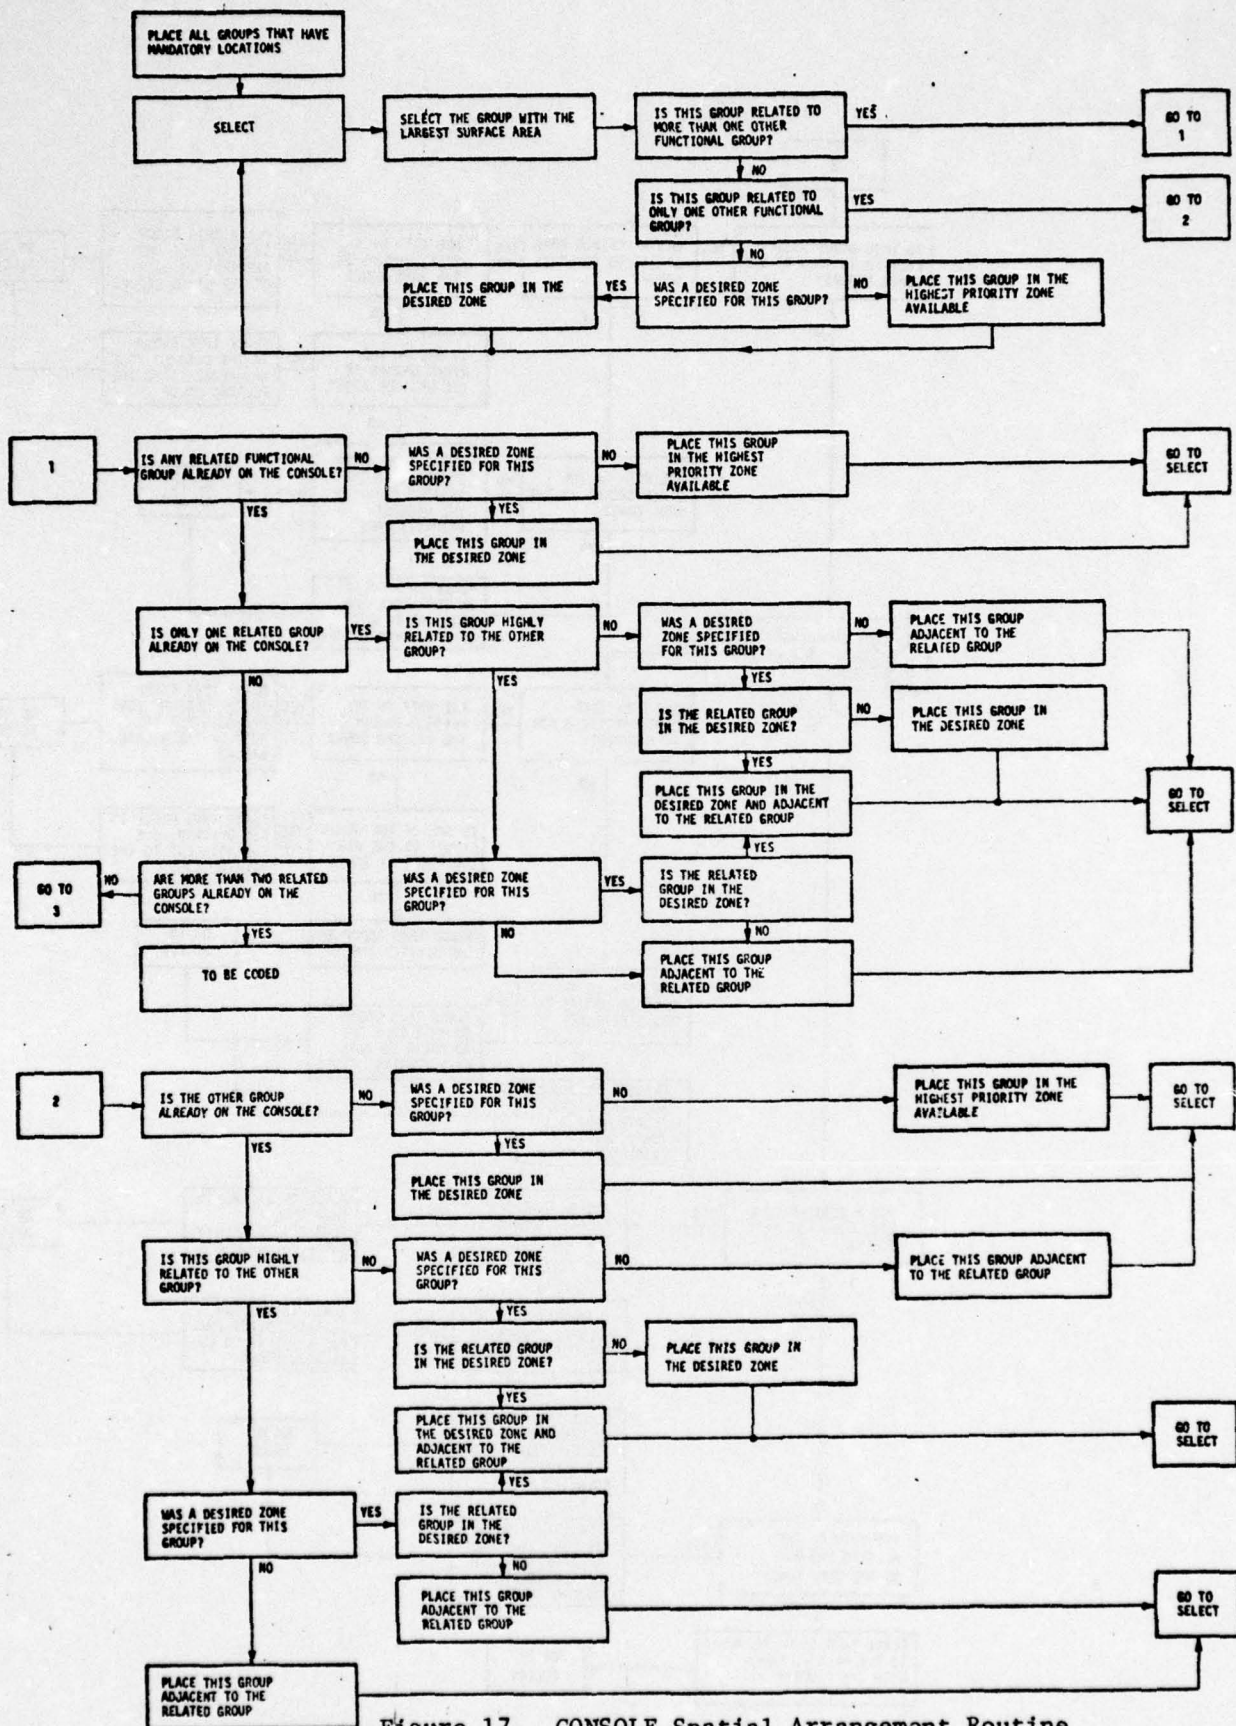 PLACE ALL GROUPS THAT HAVE
MANDATORY LOCATIONS
SELECT
SELECT THE GROUP WITH THE
LARGEST SURFACE AREA
IS THIS GROUP RELATED TO
MORE THAN ONE OTHER
FUNCTIONAL GROUP?
YES
GO TO
1
NO
IS THIS GROUP RELATED TO
ONLY ONE OTHER FUNCTIONAL
GROUP?
YES
GO TO
2
NO
PLACE THIS GROUP IN THE
DESIRED ZONE
YES
WAS A DESIRED ZONE
SPECIFIED FOR THIS GROUP?
NO
PLACE THIS GROUP IN THE
HIGHEST PRIORITY ZONE
AVAILABLE
1
IS ANY RELATED FUNCTIONAL
GROUP ALREADY ON THE CONSOLE?
NO
WAS A DESIRED ZONE
SPECIFIED FOR THIS
GROUP?
NO
PLACE THIS GROUP
IN THE HIGHEST
PRIORITY ZONE
AVAILABLE
GO TO
SELECT
YES
YES
PLACE THIS GROUP IN
THE DESIRED ZONE
IS ONLY ONE RELATED GROUP
ALREADY ON THE CONSOLE?
YES
IS THIS GROUP HIGHLY
RELATED TO THE OTHER
GROUP?
NO
WAS A DESIRED
ZONE SPECIFIED
FOR THIS GROUP?
NO
PLACE THIS GROUP
ADJACENT TO THE
RELATED GROUP
NO
YES
YES
IS THE RELATED GROUP
IN THE DESIRED ZONE?
NO
PLACE THIS GROUP IN
THE DESIRED ZONE
YES
PLACE THIS GROUP IN THE
DESIRED ZONE AND ADJACENT
TO THE RELATED GROUP
GO TO
SELECT
YES
GO TO
3
NO
ARE MORE THAN TWO RELATED
GROUPS ALREADY ON THE
CONSOLE?
WAS A DESIRED ZONE
SPECIFIED FOR THIS
GROUP?
YES
IS THE RELATED
GROUP IN THE
DESIRED ZONE?
YES
NO
NO
TO BE CODED
PLACE THIS GROUP
ADJACENT TO THE
RELATED GROUP
2
IS THE OTHER GROUP
ALREADY ON THE CONSOLE?
NO
WAS A DESIRED ZONE
SPECIFIED FOR THIS
GROUP?
NO
PLACE THIS GROUP IN THE
HIGHEST PRIORITY ZONE
AVAILABLE
GO TO
SELECT
YES
YES
PLACE THIS GROUP IN
THE DESIRED ZONE
IS THIS GROUP HIGHLY
RELATED TO THE OTHER
GROUP?
NO
WAS A DESIRED ZONE
SPECIFIED FOR THIS
GROUP?
NO
PLACE THIS GROUP ADJACENT
TO THE RELATED GROUP
YES
YES
IS THE RELATED GROUP
IN THE DESIRED ZONE?
NO
PLACE THIS GROUP IN
THE DESIRED ZONE
YES
PLACE THIS GROUP IN
THE DESIRED ZONE AND
ADJACENT TO THE
RELATED GROUP
GO TO
SELECT
YES
WAS A DESIRED ZONE
SPECIFIED FOR THIS
GROUP?
YES
IS THE RELATED
GROUP IN THE
DESIRED ZONE?
NO
NO
PLACE THIS GROUP
ADJACENT TO THE
RELATED GROUP
GO TO
SELECT
PLACE THIS GROUP
ADJACENT TO THE
RELATED GROUP
Figure 17. CONSOLE Spatial Arrangement Routine